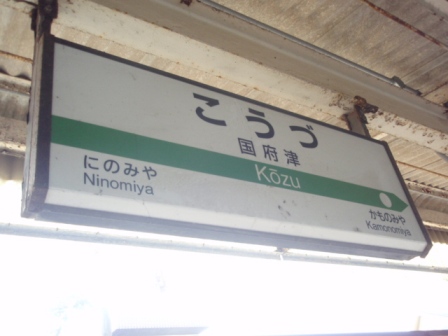 こうづ
国府津
Kōzu
にのみや
Ninomiya
かものみや
Kamonomiya